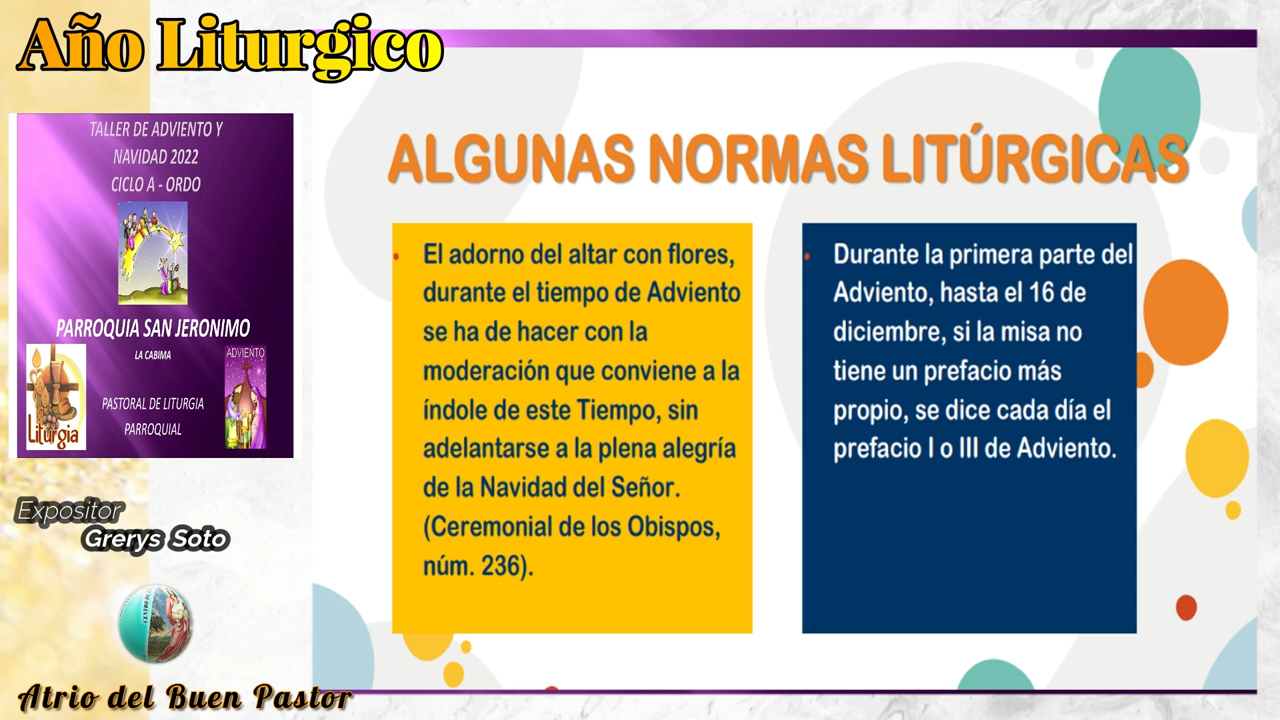 Año Liturgico
TALLER DE ADVIENTO Y
NAVIDAD 2022
CICLO A - ORDO
PARROQUIA SAN JERONIMO
LA CABIMA
ADVIENTO
PASTORAL DE LITURGIA
PARROQUIAL
Liturgia
Expositor
Grerys Soto
Atrio del Buen Pastor
ALGUNAS NORMAS LITÚRGICAS
• El adorno del altar con flores,
durante el tiempo de Adviento
se ha de hacer con la
moderación que conviene a la
índole de este Tiempo, sin
adelantarse a la plena alegría
de la Navidad del Señor.
(Ceremonial de los Obispos,
núm. 236).
• Durante la primera parte del
Adviento, hasta el 16 de
diciembre, si la misa no
tiene un prefacio más
propio, se dice cada día el
prefacio I o III de Adviento.